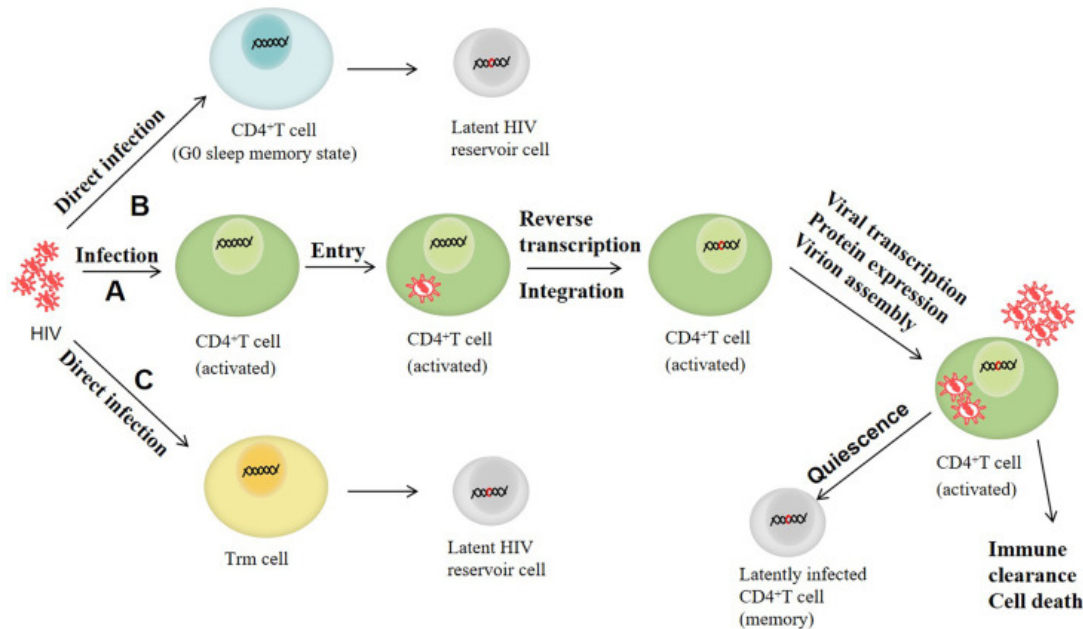 Direct infection
B
CD4⁺T cell
(G0 sleep memory state)
Latent HIV
reservoir cell
HIV
Infection
A
CD4⁺T cell
(activated)
Entry
CD4⁺T cell
(activated)
Reverse
transcription
Integration
CD4⁺T cell
(activated)
Viral transcription
Protein expression
Virion assembly
CD4⁺T cell
(activated)
Quiescence
Latently infected
CD4⁺T cell
(memory)
Immune
clearance
Cell death
C
Direct infection
Trm cell
Latent HIV
reservoir cell